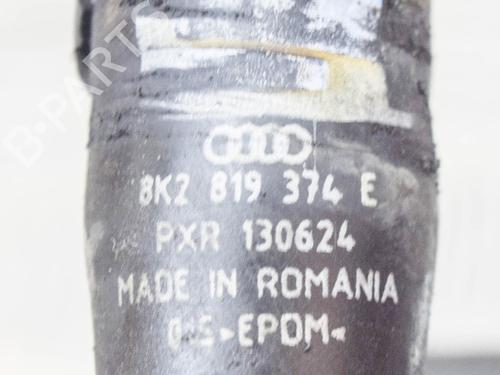 B-PARTS
8K2 819 374 E
PXR 130624
MADE IN ROMANIA
>EPDM<